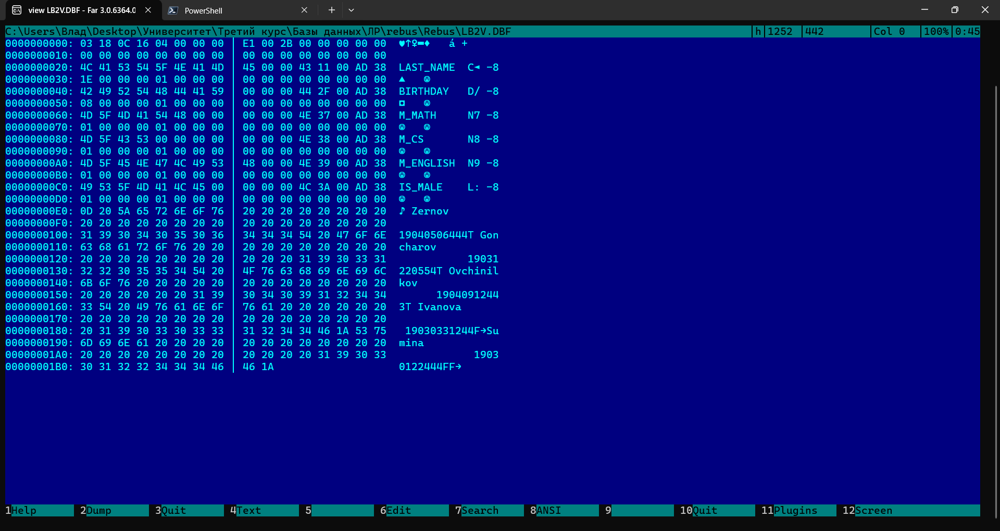 view LB2V.DBF - Far 3.0.6364.0
PowerShell
C:\Users\Влад\Desktop\Университет\Третий курс\Базы данных\ЛР\rebus\Rebus\LB2V.DBF h 1252 442 Col 0 100% 0:45
0000000000: 03 18 0C 16 04 00 00 00 | E1 00 2B 00 00 00 00 00 ♥↑♀▬♦ á +
0000000010: 00 00 00 00 00 00 00 00 | 00 00 00 00 00 00 00 00
0000000020: 4C 41 53 54 5F 4E 41 4D | 45 00 00 43 11 00 AD 38 LAST_NAME C◄ -8
0000000030: 1E 00 00 00 01 00 00 00 | 00 00 00 00 00 00 00 00 ▲ ☺
0000000040: 42 49 52 54 48 44 41 59 | 00 00 00 44 2F 00 AD 38 BIRTHDAY D/ -8
0000000050: 08 00 00 00 01 00 00 00 | 00 00 00 00 00 00 00 00 ◘ ☺
0000000060: 4D 5F 4D 41 54 48 00 00 | 00 00 00 4E 37 00 AD 38 M_MATH N7 -8
0000000070: 01 00 00 00 01 00 00 00 | 00 00 00 00 00 00 00 00 ☺ ☺
0000000080: 4D 5F 43 53 00 00 00 00 | 00 00 00 4E 38 00 AD 38 M_CS N8 -8
0000000090: 01 00 00 00 01 00 00 00 | 00 00 00 00 00 00 00 00 ☺ ☺
00000000A0: 4D 5F 45 4E 47 4C 49 53 | 48 00 00 4E 39 00 AD 38 M_ENGLISH N9 -8
00000000B0: 01 00 00 00 01 00 00 00 | 00 00 00 00 00 00 00 00 ☺ ☺
00000000C0: 49 53 5F 4D 41 4C 45 00 | 00 00 00 4C 3A 00 AD 38 IS_MALE L: -8
00000000D0: 01 00 00 00 01 00 00 00 | 00 00 00 00 00 00 00 00 ☺ ☺
00000000E0: 0D 20 5A 65 72 6E 6F 76 | 20 20 20 20 20 20 20 20 ♪ Zernov
00000000F0: 20 20 20 20 20 20 20 20 | 20 20 20 20 20 20 20 20
0000000100: 31 39 30 34 30 35 30 36 | 34 34 34 54 20 47 6F 6E 19040506444T Gon
0000000110: 63 68 61 72 6F 76 20 20 | 20 20 20 20 20 20 20 20 charov
0000000120: 20 20 20 20 20 20 20 20 | 20 20 20 31 39 30 33 31 19031
0000000130: 32 32 30 35 35 34 54 20 | 4F 76 63 68 69 6E 69 6C 220554T Ovchinil
0000000140: 6B 6F 76 20 20 20 20 20 | 20 20 20 20 20 20 20 20 kov
0000000150: 20 20 20 20 20 20 31 39 | 30 34 30 39 31 32 34 34 1904091244
0000000160: 33 54 20 49 76 61 6E 6F | 76 61 20 20 20 20 20 20 3T Ivanova
0000000170: 20 20 20 20 20 20 20 20 | 20 20 20 20 20 20 20 20
0000000180: 20 31 39 30 33 30 33 33 | 31 32 34 34 46 1A 53 75 19030331244F→Su
0000000190: 6D 69 6E 61 20 20 20 20 | 20 20 20 20 20 20 20 20 mina
00000001A0: 20 20 20 20 20 20 20 20 | 20 20 20 20 31 39 30 33 1903
00000001B0: 30 31 32 32 34 34 34 46 | 46 1A 0122444FF→
1Help 2Dump 3Quit 4Text 5 6Edit 7Search 8ANSI 9 10Quit 11Plugins 12Screen